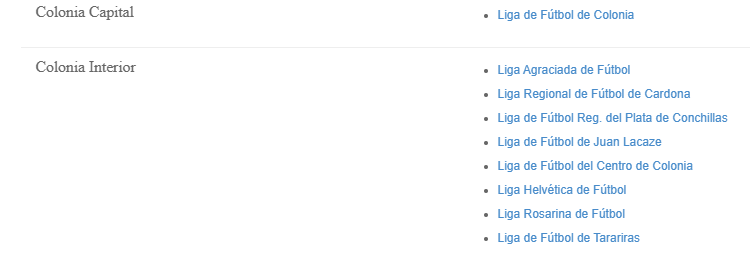 Colonia Capital
Liga de Fútbol de Colonia
Colonia Interior
Liga Agraciada de Fútbol
Liga Regional de Fútbol de Cardona
Liga de Fútbol Reg. del Plata de Conchillas
Liga de Fútbol de Juan Lacaze
Liga de Fútbol del Centro de Colonia
Liga Helvética de Fútbol
Liga Rosarina de Fútbol
Liga de Fútbol de Tarariras